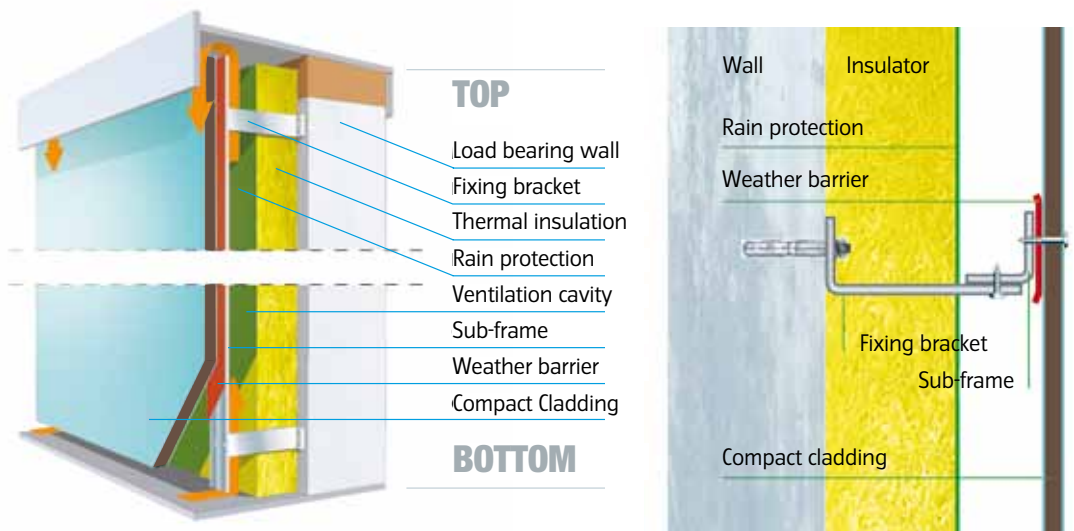 TOP
Load bearing wall
Fixing bracket
Thermal insulation
Rain protection
Ventilation cavity
Sub-frame
Weather barrier
Compact Cladding
BOTTOM
Wall
Insulator
Rain protection
Weather barrier
Fixing bracket
Sub-frame
Compact cladding